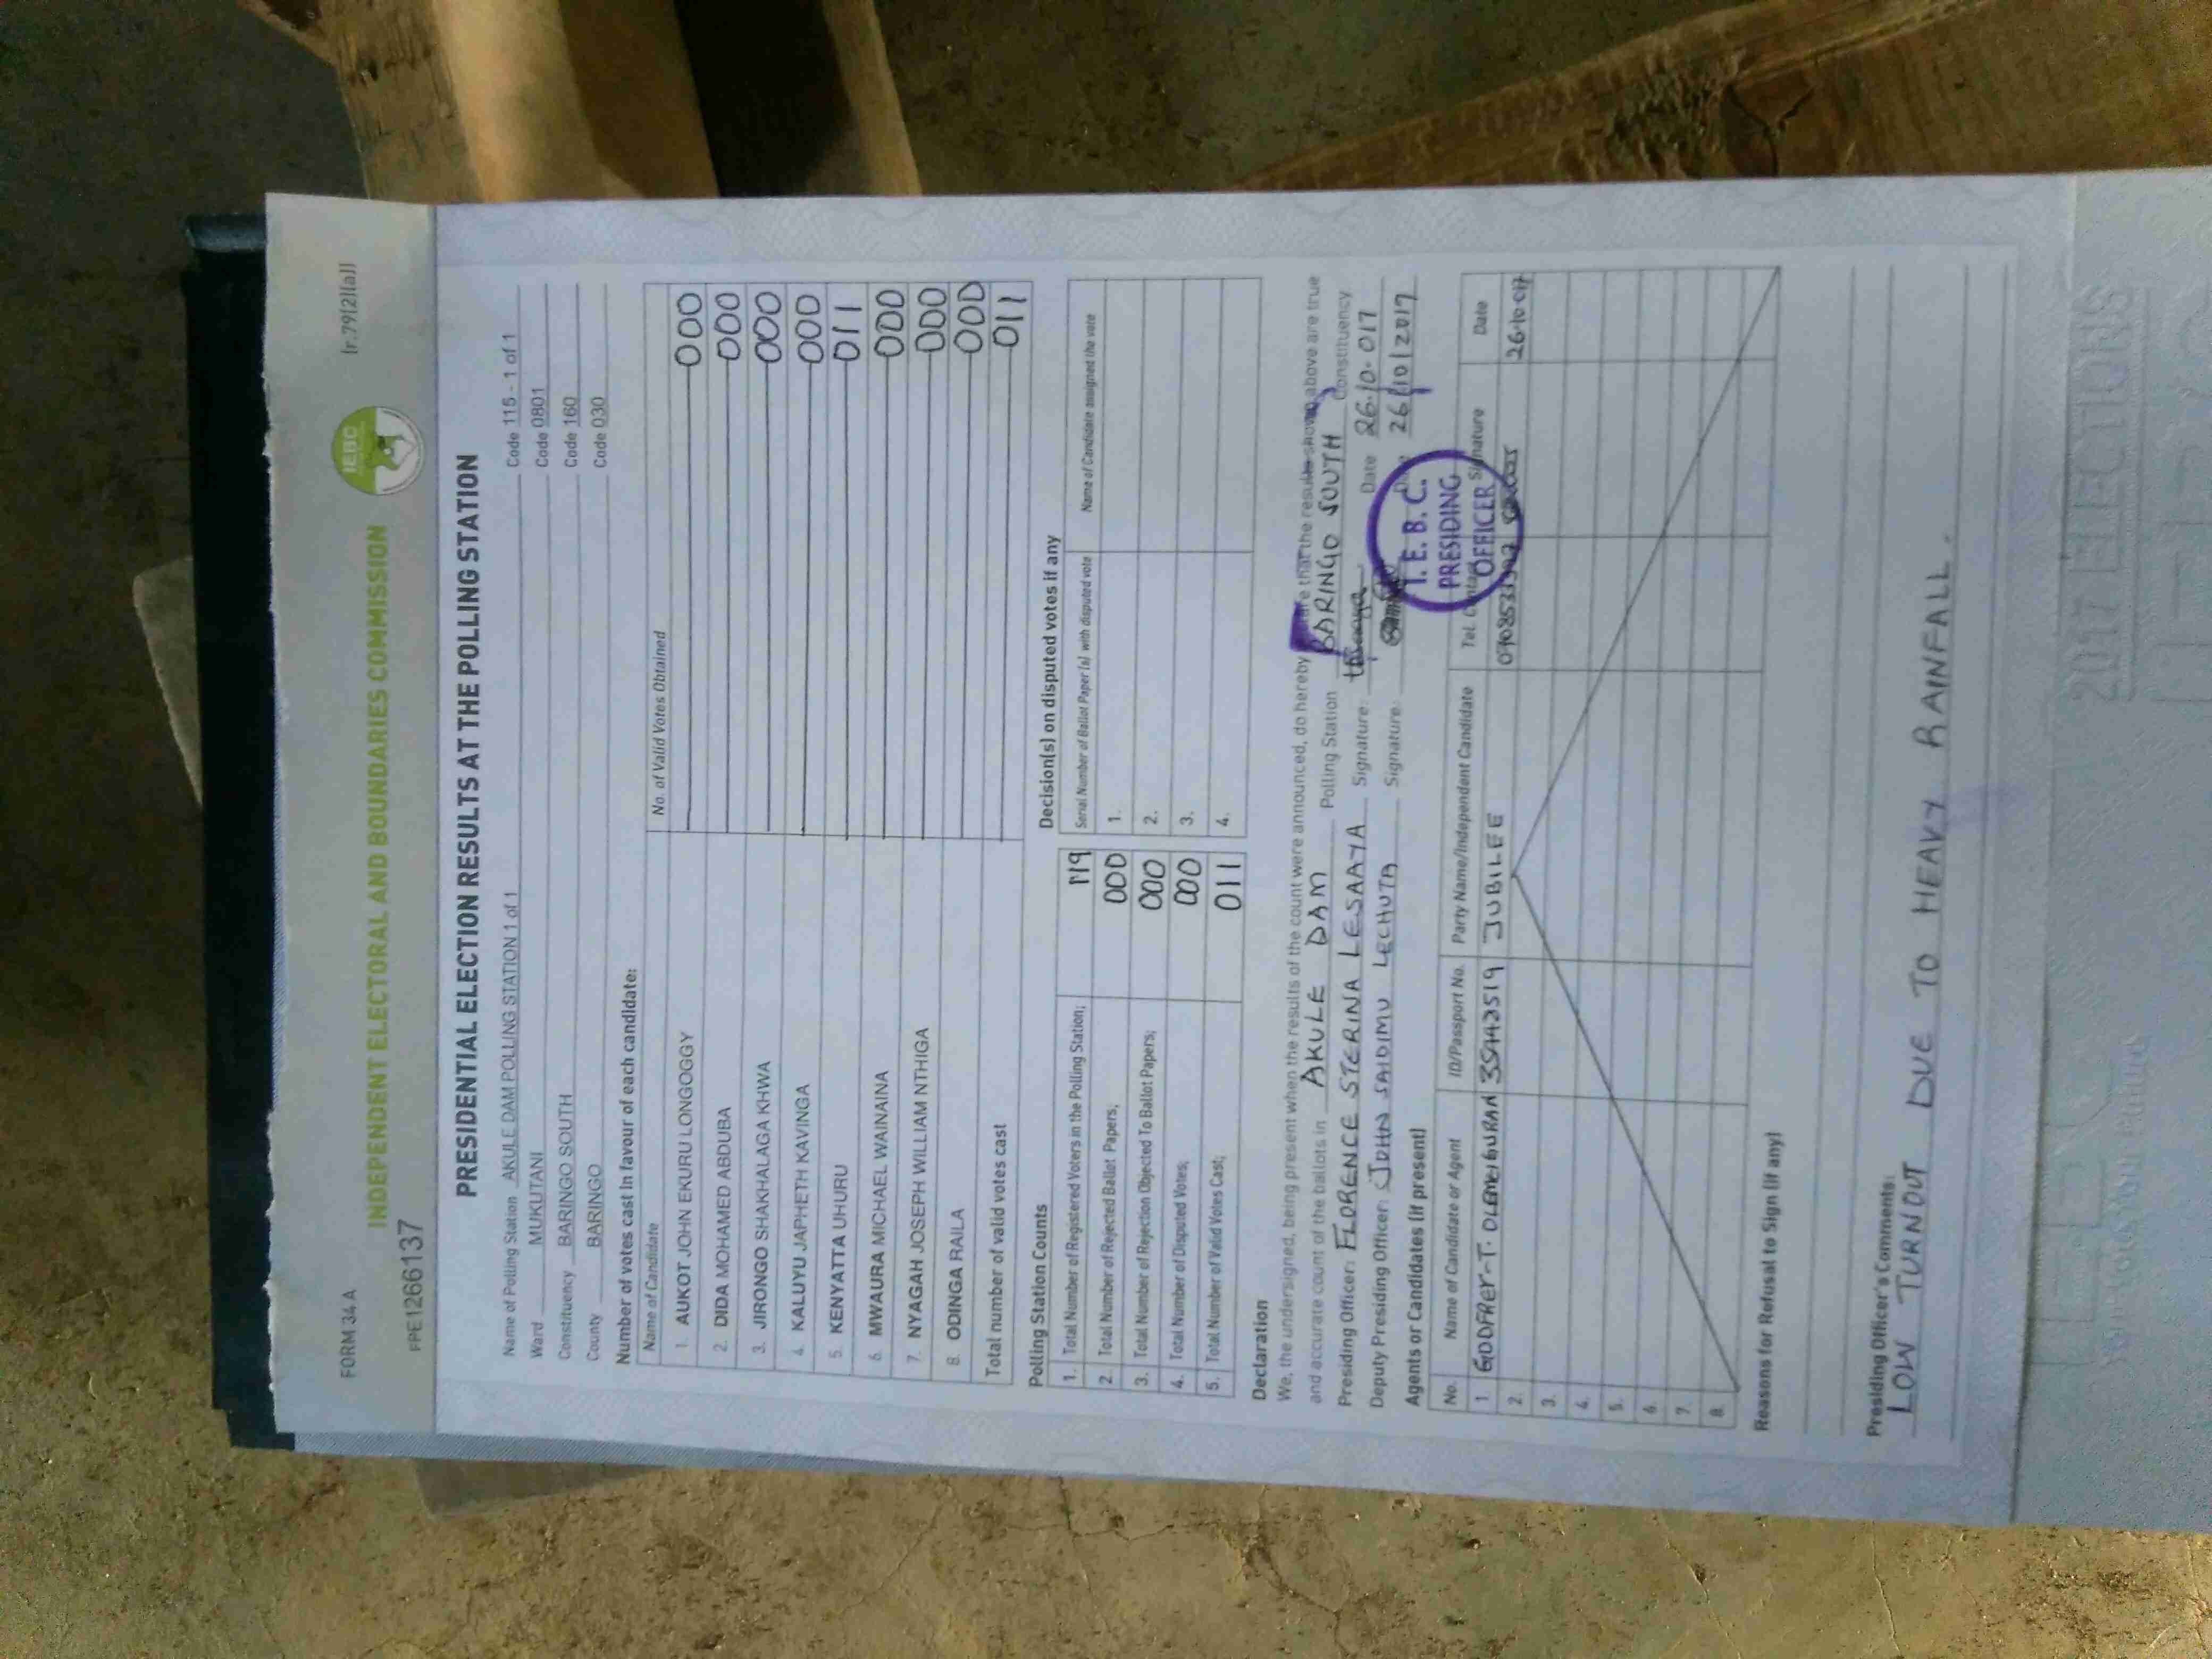 FORM 34 A
(r.79(2)(a))
IEBC
INDEPENDENT ELECTORAL AND BOUNDARIES COMMISSION
FPE1266137
PRESIDENTIAL ELECTION RESULTS AT THE POLLING STATION
Name of Polling Station AKULE DAM POLLING STATION 1 of 1 Code 115 - 1 of 1
Ward MUKUTANI Code 0801
Constituency BARINGO SOUTH Code 160
County BARINGO Code 030
Number of votes cast in favour of each candidate:
Name of Candidate No. of Valid Votes Obtained
1. AUKOT JOHN EKURU LONGOGGY 000
2. DIDA MOHAMED ABDUBA 000
3. JIRONGO SHAKHALAGA KHWA 000
4. KALUYU JAPHETH KAVINGA 000
5. KENYATTA UHURU 011
6. MWAURA MICHAEL WAINAINA 000
7. NYAGAH JOSEPH WILLIAM NTHIGA 000
8. ODINGA RAILA 000
Total number of valid votes cast 011
Polling Station Counts
1. Total Number of Registered Voters in the Polling Station; 119
2. Total Number of Rejected Ballot Papers; 000
3. Total Number of Rejection Objected To Ballot Papers; 000
4. Total Number of Disputed Votes; 000
5. Total Number of Valid Votes Cast; 011
Decision(s) on disputed votes if any
Serial Number of Ballot Paper (s) with disputed vote Name of Candidate assigned the vote
1.
2.
3.
4.
Declaration
We, the undersigned, being present when the results of the count were announced, do hereby that the results shown above are true
and accurate count of the ballots in AKULE DAM Polling Station BARINGO SOUTH Constituency
Presiding Officer: FLORENCE STERINA LESAAYA Signature: Date 26.10.017
Deputy Presiding Officer: JOHN SAIDIMU LECHUTA Signature: 26/10/2017
I.E.B.C.
PRESIDING
OFFICER
Agents or Candidates (if present)
No. Name of Candidate or Agent ID/Passport No. Party Name/Independent Candidate Tel. Contact Signature Date
1 GODFREY.T. JUBILEE 26.10.017
2.
3.
4.
5.
6.
7.
8.
Reasons for Refusal to Sign (if any)
Presiding Officer's Comments:
LOW TURNOUT DUE TO HEAVY RAINFALL.
2017 ELECTIONS